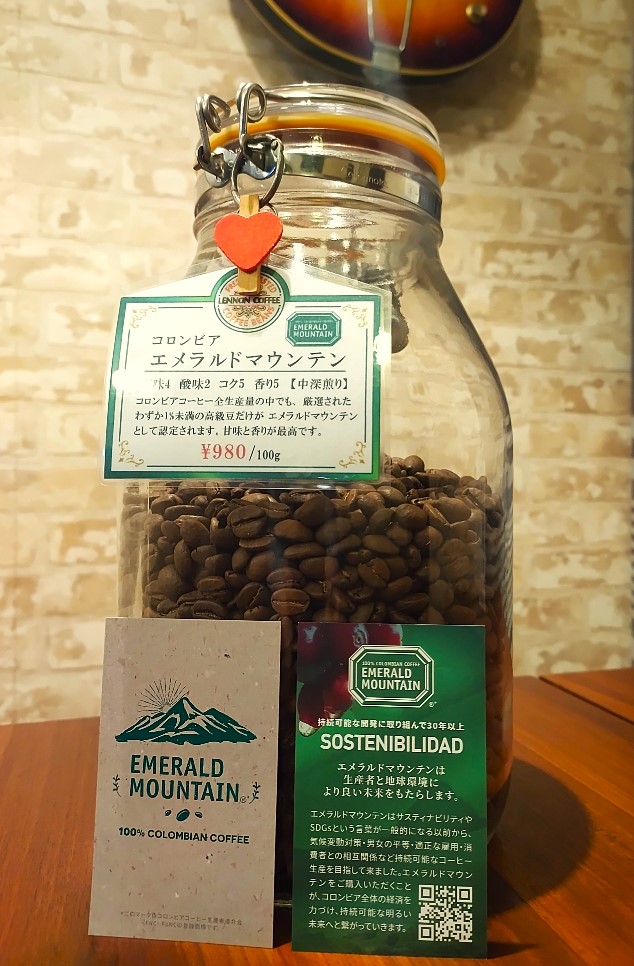 LENNON COFFEE
COFFEE BEANS
100% COLOMBIAN COFFEE
EMERALD
MOUNTAIN
コロンビア
エメラルドマウンテン
味4 酸味2 コク5 香り5 【中深煎り】
コロンビアコーヒー全生産量の中でも、厳選された
わずか1%未満の高級豆だけが エメラルドマウンテン
として認定されます。甘味と香りが最高です。
¥980/100g
EMERALD
MOUNTAIN®
100% COLOMBIAN COFFEE
100% COLOMBIAN COFFEE
EMERALD
MOUNTAIN
®
持続可能な開発に取り組んで30年以上
SOSTENIBILIDAD
エメラルドマウンテンは
生産者と地球環境に
より良い未来をもたらします。
エメラルドマウンテンはサスティナビリティや
SDGsという言葉が一般的になる以前から、
気候変動対策・男女の平等・適正な雇用・消
費者との相互関係など持続可能なコーヒー
生産を目指して来ました。エメラルドマウン
テンをご購入いただくこと
が、コロンビア全体の経済を
力づけ、持続可能な明るい
未来へと繋がっていきます。